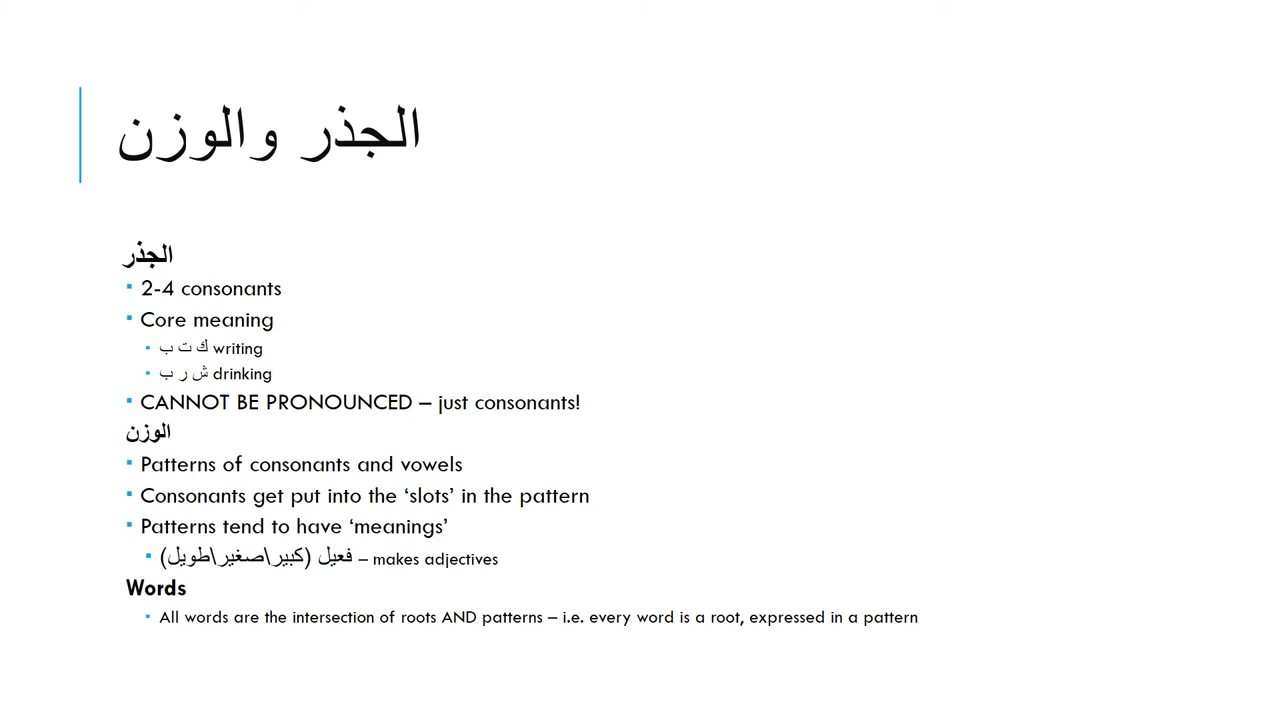 الجذر والوزن
الجذر
2-4 consonants
Core meaning
ك ت ب writing
ش ر ب drinking
CANNOT BE PRONOUNCED – just consonants!
الوزن
Patterns of consonants and vowels
Consonants get put into the ‘slots’ in the pattern
Patterns tend to have ‘meanings’
فعيل (كبير\صغير\طويل) – makes adjectives
Words
All words are the intersection of roots AND patterns – i.e. every word is a root, expressed in a pattern